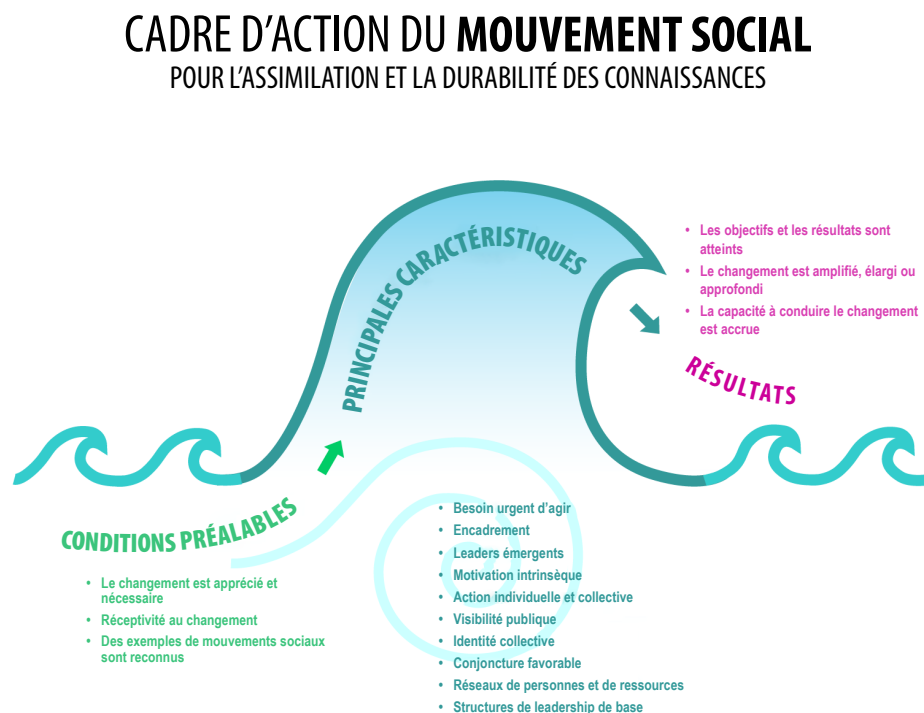 CADRE D’ACTION DU MOUVEMENT SOCIAL
POUR L’ASSIMILATION ET LA DURABILITÉ DES CONNAISSANCES
PRINCIPALES CARACTÉRISTIQUES
• Les objectifs et les résultats sont
atteints
• Le changement est amplifié, élargi ou
approfondi
• La capacité à conduire le changement
est accrue
RÉSULTATS
CONDITIONS PRÉALABLES
• Le changement est apprécié et
nécessaire
• Réceptivité au changement
• Des exemples de mouvements sociaux
sont reconnus
• Besoin urgent d’agir
• Encadrement
• Leaders émergents
• Motivation intrinsèque
• Action individuelle et collective
• Visibilité publique
• Identité collective
• Conjoncture favorable
• Réseaux de personnes et de ressources
• Structures de leadership de base